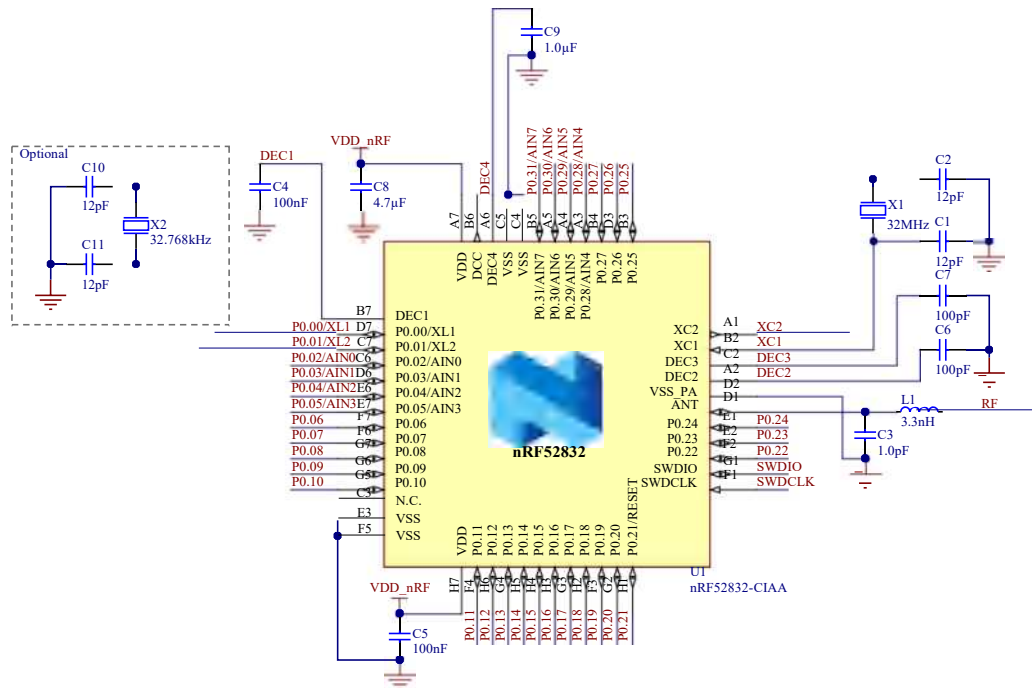 C9
1.0µF
Optional
C10
12pF
X2
32.768kHz
C11
12pF
DEC1
C4
100nF
VDD_nRF
C8
4.7µF
DEC4
P0.31/AIN7
P0.30/AIN6
P0.29/AIN5
P0.28/AIN4
P0.27
P0.26
P0.25
A7
B6
A6
C5
C4
B5
A5
A4
A3
B4
D3
B3
VDD
DCC
DEC4
VSS
VSS
P0.31/AIN7
P0.30/AIN6
P0.29/AIN5
P0.28/AIN4
P0.27
P0.26
P0.25
C2
12pF
X1
32MHz
C1
12pF
C7
100pF
C6
100pF
B7 DEC1
P0.00/XL1 D7 P0.00/XL1
P0.01/XL2 C7 P0.01/XL2
P0.02/AIN0 C6 P0.02/AIN0
P0.03/AIN1 D6 P0.03/AIN1
P0.04/AIN2 E6 P0.04/AIN2
P0.05/AIN3 E7 P0.05/AIN3
P0.06 F7 P0.06
P0.07 F6 P0.07
P0.08 G7 P0.08
P0.09 G6 P0.09
P0.10 G5 P0.10
C3 N.C.
E3 VSS
F5 VSS
nRF52832
XC2 A1 XC2
XC1 B2 XC1
DEC3 C2 DEC3
DEC2 A2 DEC2
VSS_PA D2
ANT D1
P0.24 E1 P0.24
P0.23 E2 P0.23
P0.22 F2 P0.22
SWDIO G1 SWDIO
SWDCLK F1 SWDCLK
L1
3.3nH
RF
C3
1.0pF
VDD
P0.11
P0.12
P0.13
P0.14
P0.15
P0.16
P0.17
P0.18
P0.19
P0.20
P0.21/RESET
H7
F4
H6
G4
H5
H4
H3
G3
H2
F3
G2
H1
P0.11
P0.12
P0.13
P0.14
P0.15
P0.16
P0.17
P0.18
P0.19
P0.20
P0.21
U1
nRF52832-CIAA
VDD_nRF
C5
100nF